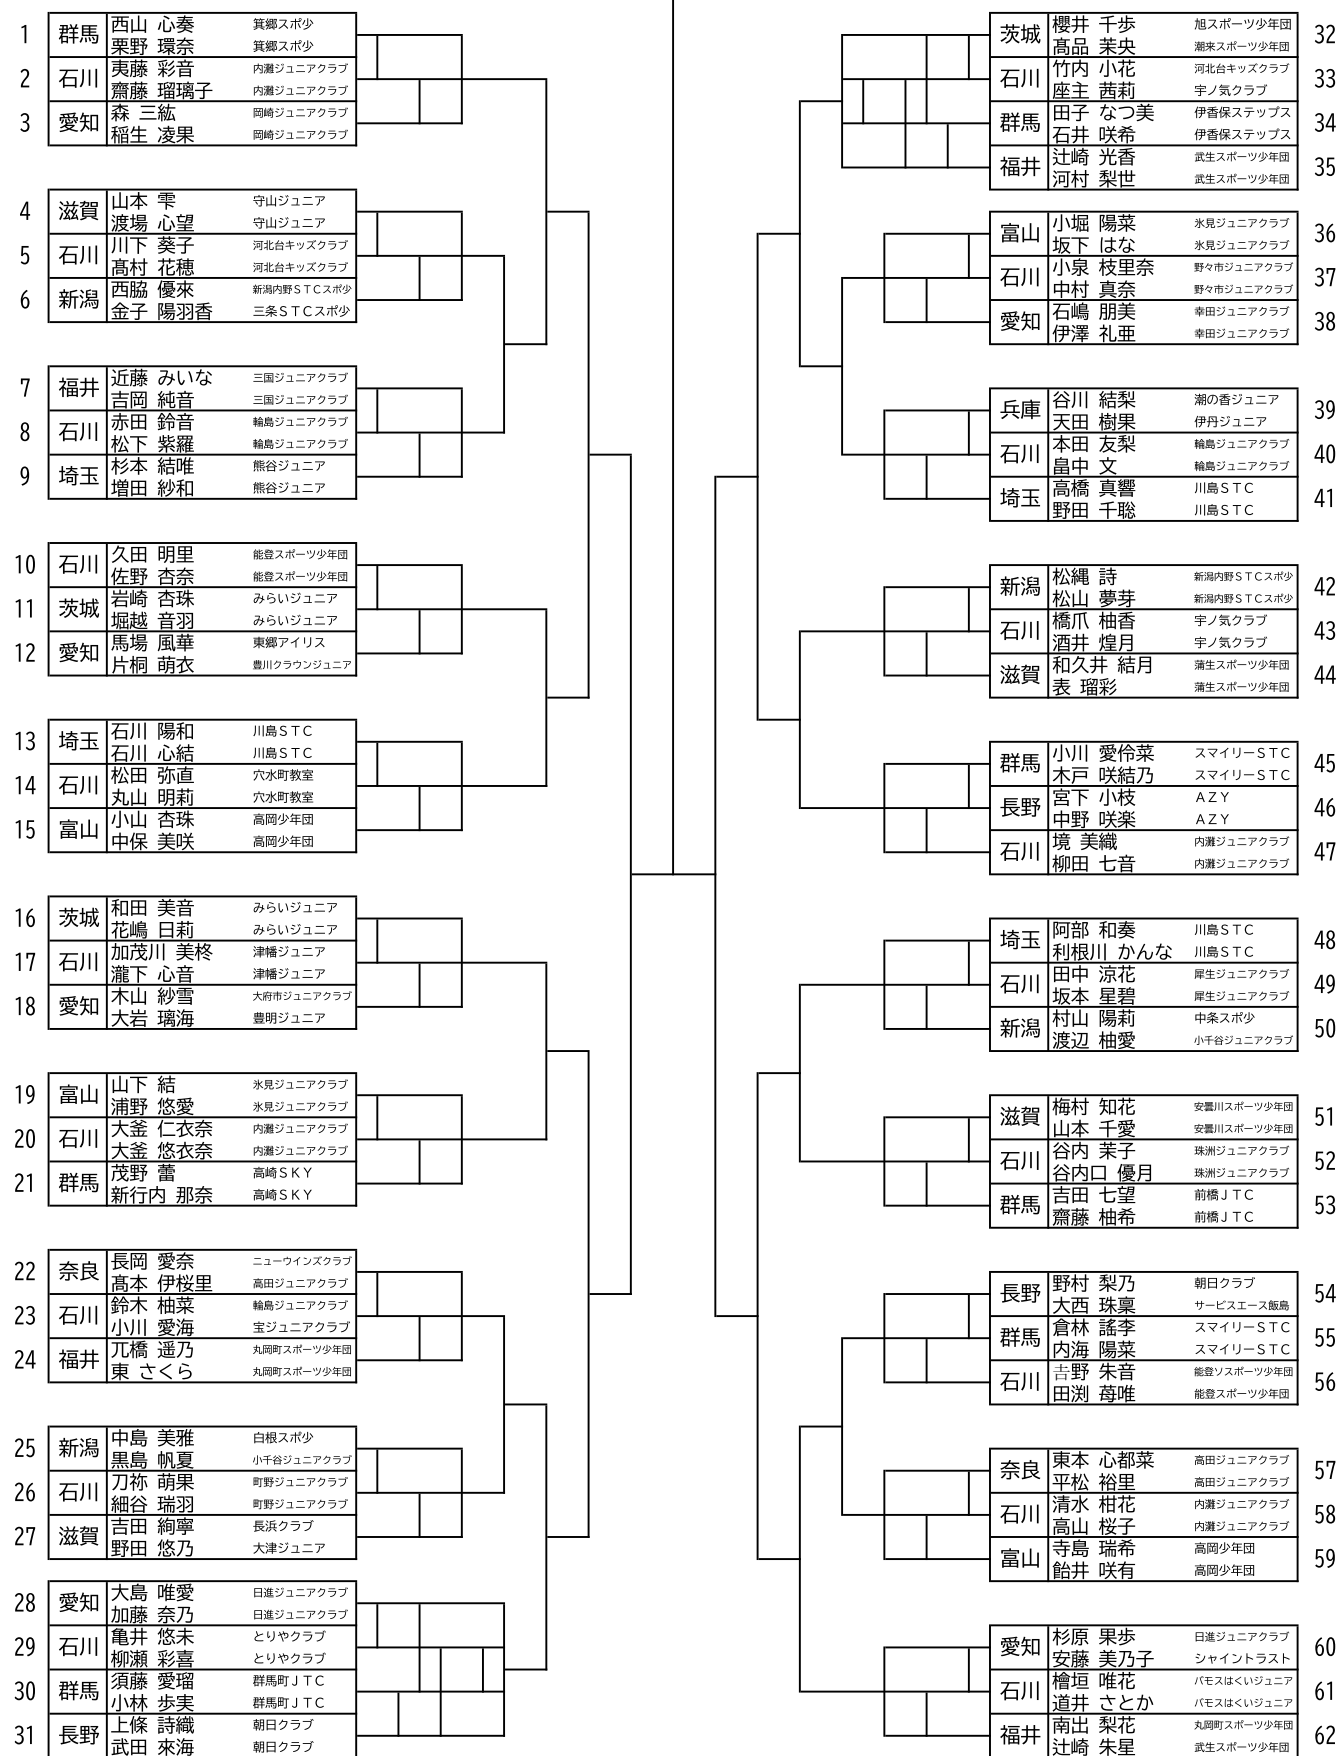 1 群馬 西山 心奏 箕郷スポ少
栗野 環奈 箕郷スポ少
2 石川 夷藤 彩音 内灘ジュニアクラブ
齋藤 瑠璃子 内灘ジュニアクラブ
3 愛知 森 三紘 岡崎ジュニアクラブ
稲生 凌果 岡崎ジュニアクラブ
4 滋賀 山本 雫 守山ジュニア
渡場 心望 守山ジュニア
5 石川 川下 葵子 河北台キッズクラブ
髙村 花穂 河北台キッズクラブ
6 新潟 西脇 優來 新潟内野ＳＴＣスポ少
金子 陽羽香 三条ＳＴＣスポ少
7 福井 近藤 みいな 三国ジュニアクラブ
吉岡 純音 三国ジュニアクラブ
8 石川 赤田 鈴音 輪島ジュニアクラブ
松下 紫羅 輪島ジュニアクラブ
9 埼玉 杉本 結唯 熊谷ジュニア
増田 紗和 熊谷ジュニア
10 石川 久田 明里 能登スポーツ少年団
佐野 杏奈 能登スポーツ少年団
11 茨城 岩崎 杏珠 みらいジュニア
堀越 音羽 みらいジュニア
12 愛知 馬場 風華 東郷アイリス
片桐 萌衣 豊川クラウンジュニア
13 埼玉 石川 陽和 川島ＳＴＣ
石川 心結 川島ＳＴＣ
14 石川 松田 弥直 穴水町教室
丸山 明莉 穴水町教室
15 富山 小山 杏珠 高岡少年団
中保 美咲 高岡少年団
16 茨城 和田 美音 みらいジュニア
花嶋 日莉 みらいジュニア
17 石川 加茂川 美柊 津幡ジュニア
瀧下 心音 津幡ジュニア
18 愛知 木山 紗雪 大府市ジュニアクラブ
大岩 璃海 豊明ジュニア
19 富山 山下 結 氷見ジュニアクラブ
浦野 悠愛 氷見ジュニアクラブ
20 石川 大釜 仁衣奈 内灘ジュニアクラブ
大釜 悠衣奈 内灘ジュニアクラブ
21 群馬 茂野 蕾 高崎ＳＫＹ
新行内 那奈 高崎ＳＫＹ
22 奈良 長岡 愛奈 ニューウインズクラブ
髙本 伊桜里 高田ジュニアクラブ
23 石川 鈴木 柚菜 輪島ジュニアクラブ
小川 愛海 宝ジュニアクラブ
24 福井 兀橋 遥乃 丸岡町スポーツ少年団
東 さくら 丸岡町スポーツ少年団
25 新潟 中島 美雅 白根スポ少
黒島 帆夏 小千谷ジュニアクラブ
26 石川 刀祢 萌果 町野ジュニアクラブ
細谷 瑞羽 町野ジュニアクラブ
27 滋賀 吉田 絢寧 長浜クラブ
野田 悠乃 大津ジュニア
28 愛知 大島 唯愛 日進ジュニアクラブ
加藤 奈乃 日進ジュニアクラブ
29 石川 亀井 悠未 とりやクラブ
柳瀬 彩喜 とりやクラブ
30 群馬 須藤 愛瑠 群馬町ＪＴＣ
小林 歩実 群馬町ＪＴＣ
31 長野 上條 詩織 朝日クラブ
武田 來海 朝日クラブ
茨城 櫻井 千歩 旭スポーツ少年団 32
髙品 茉央 潮来スポーツ少年団
石川 竹内 小花 河北台キッズクラブ 33
座主 茜莉 宇ノ気クラブ
群馬 田子 なつ美 伊香保ステップス 34
石井 咲希 伊香保ステップス
福井 辻崎 光香 武生スポーツ少年団 35
河村 梨世 武生スポーツ少年団
富山 小堀 陽菜 氷見ジュニアクラブ 36
坂下 はな 氷見ジュニアクラブ
石川 小泉 枝里奈 野々市ジュニアクラブ 37
中村 真奈 野々市ジュニアクラブ
愛知 石嶋 朋美 幸田ジュニアクラブ 38
伊澤 礼亜 幸田ジュニアクラブ
兵庫 谷川 結梨 潮の香ジュニア 39
天田 樹果 伊丹ジュニア
石川 本田 友梨 輪島ジュニアクラブ 40
畠中 文 輪島ジュニアクラブ
埼玉 高橋 真響 川島ＳＴＣ 41
野田 千聡 川島ＳＴＣ
新潟 松縄 詩 新潟内野ＳＴＣスポ少 42
松山 夢芽 新潟内野ＳＴＣスポ少
石川 橋爪 柚香 宇ノ気クラブ 43
酒井 煌月 宇ノ気クラブ
滋賀 和久井 結月 蒲生スポーツ少年団 44
表 瑠彩 蒲生スポーツ少年団
群馬 小川 愛伶菜 スマイリーＳＴＣ 45
木戸 咲結乃 スマイリーＳＴＣ
長野 宮下 小枝 ＡＺＹ 46
中野 咲楽 ＡＺＹ
石川 境 美織 内灘ジュニアクラブ 47
柳田 七音 内灘ジュニアクラブ
埼玉 阿部 和奏 川島ＳＴＣ 48
利根川 かんな 川島ＳＴＣ
石川 田中 涼花 犀生ジュニアクラブ 49
坂本 星碧 犀生ジュニアクラブ
新潟 村山 陽莉 中条スポ少 50
渡辺 柚愛 小千谷ジュニアクラブ
滋賀 梅村 知花 安曇川スポーツ少年団 51
山本 千愛 安曇川スポーツ少年団
石川 谷内 茉子 珠洲ジュニアクラブ 52
谷内口 優月 珠洲ジュニアクラブ
群馬 吉田 七望 前橋ＪＴＣ 53
齋藤 柚希 前橋ＪＴＣ
長野 野村 梨乃 朝日クラブ 54
大西 珠稟 サービスエース飯島
群馬 倉林 謠李 スマイリーＳＴＣ 55
内海 陽菜 スマイリーＳＴＣ
石川 𠮷野 朱音 能登ソスポーツ少年団 56
田渕 苺唯 能登スポーツ少年団
奈良 東本 心都菜 高田ジュニアクラブ 57
平松 裕里 高田ジュニアクラブ
石川 清水 柑花 内灘ジュニアクラブ 58
高山 桜子 内灘ジュニアクラブ
富山 寺島 瑞希 高岡少年団 59
飴井 咲有 高岡少年団
愛知 杉原 果歩 日進ジュニアクラブ 60
安藤 美乃子 シャイントラスト
石川 檜垣 唯花 パモスはくいジュニア 61
道井 さとか パモスはくいジュニア
福井 南出 梨花 丸岡町スポーツ少年団 62
辻崎 朱星 武生スポーツ少年団